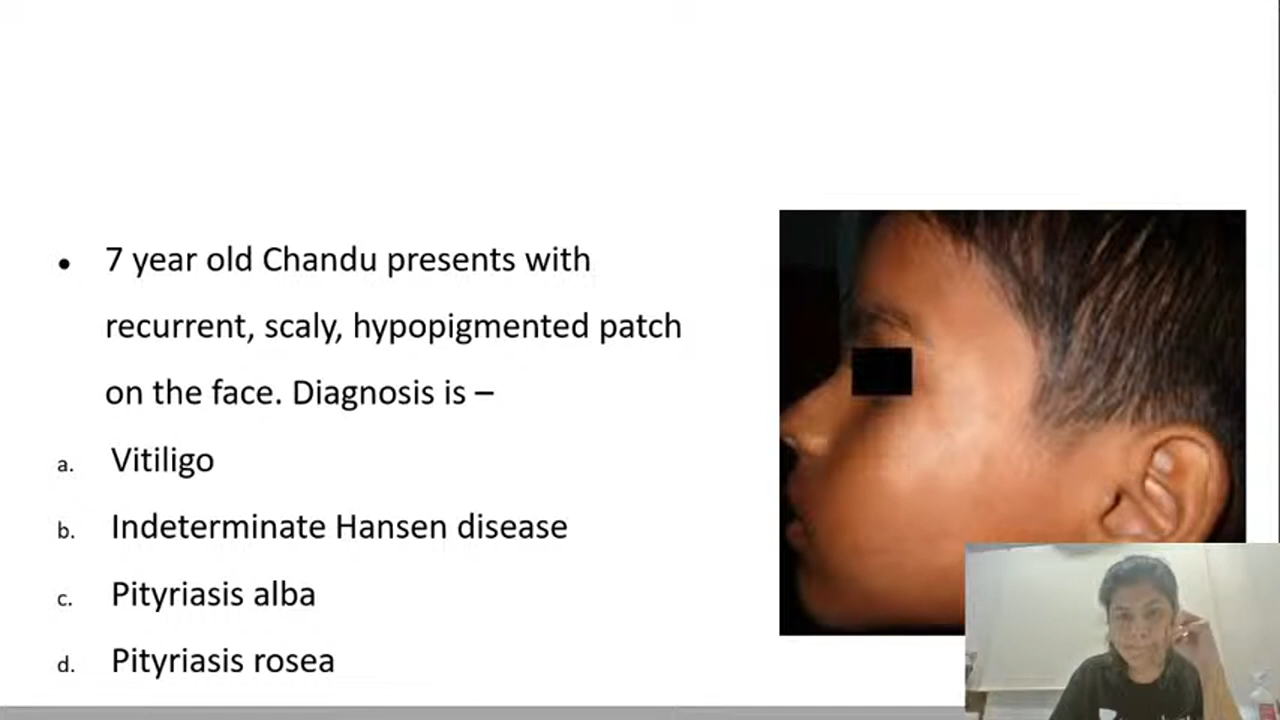 • 7 year old Chandu presents with
recurrent, scaly, hypopigmented patch
on the face. Diagnosis is –
a. Vitiligo
b. Indeterminate Hansen disease
c. Pityriasis alba
d. Pityriasis rosea